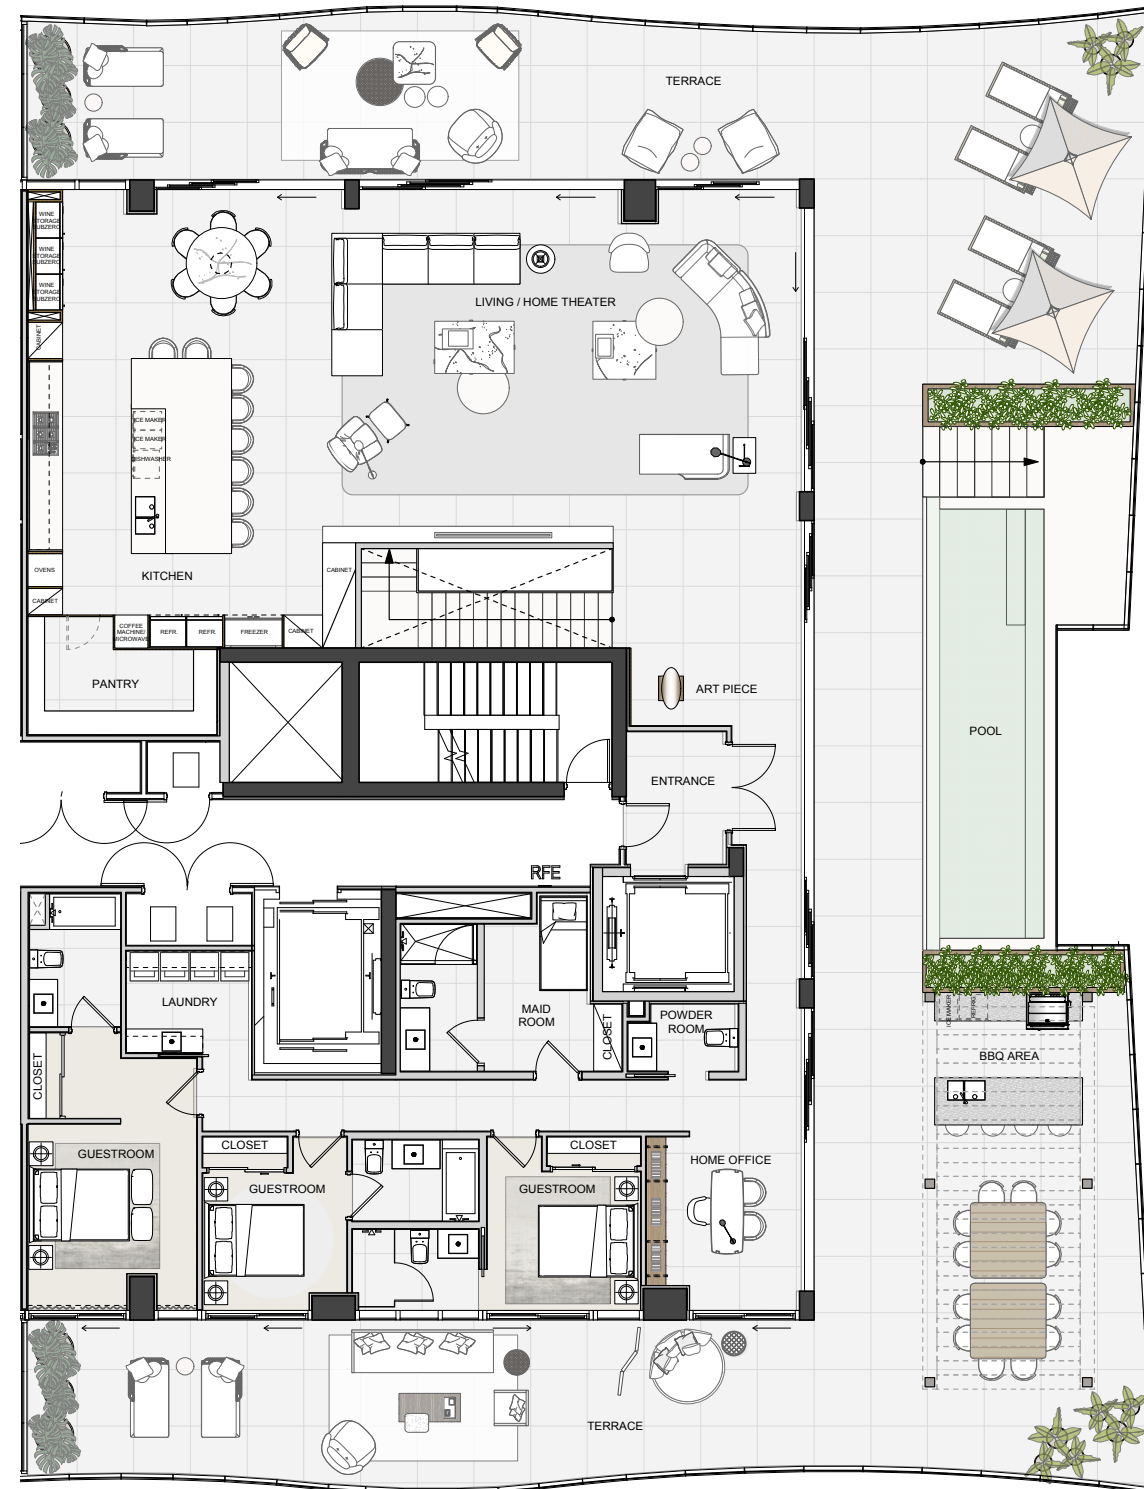 TERRACE
WINE
STORAGE
SUBZERO
WINE
STORAGE
SUBZERO
WINE
STORAGE
SUBZERO
LIVING / HOME THEATER
CABINET
ICE MAKER
ICE MAKER
DISHWASHER
OVENS
KITCHEN
CABINET
CABINET
COFFEE
MACHINE/
MICROWAVE
REFR.
REFR.
FREEZER
CABINET
PANTRY
ART PIECE
POOL
ENTRANCE
RFE
LAUNDRY
MAID
ROOM
POWDER
ROOM
CLOSET
ICE MAKER
REFRIG
BBQ AREA
CLOSET
GUESTROOM
CLOSET
GUESTROOM
CLOSET
GUESTROOM
HOME OFFICE
TERRACE